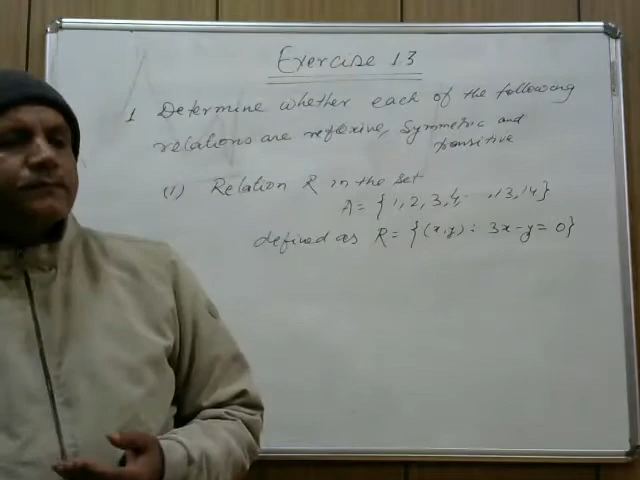 Exercise 13
1 Determine whether each of the following
relations are reflexive, Symmetric and
transitive
(1) Relation R in the set
A = {1, 2, 3, 4, . . , 13, 14}
defined as R = {(x, y) : 3x - y = 0}